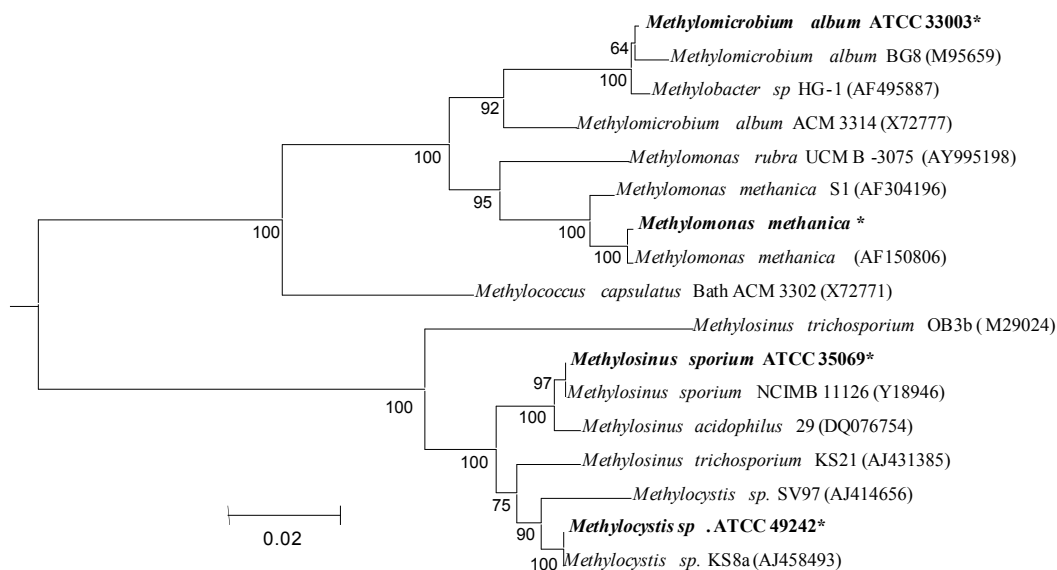 Methylomicrobium album ATCC 33003*
64
Methylomicrobium album BG8 (M95659)
100
Methylobacter sp HG-1 (AF495887)
92
Methylomicrobium album ACM 3314 (X72777)
100
Methylomonas rubra UCM B -3075 (AY995198)
95
Methylomonas methanica S1 (AF304196)
100
Methylomonas methanica *
100
100
Methylomonas methanica (AF150806)
Methylococcus capsulatus Bath ACM 3302 (X72771)
Methylosinus trichosporium OB3b ( M29024)
Methylosinus sporium ATCC 35069*
97
Methylosinus sporium NCIMB 11126 (Y18946)
100
100
Methylosinus acidophilus 29 (DQ076754)
100
Methylosinus trichosporium KS21 (AJ431385)
75
Methylocystis sp. SV97 (AJ414656)
90
Methylocystis sp . ATCC 49242*
100
Methylocystis sp. KS8a (AJ458493)
0.02